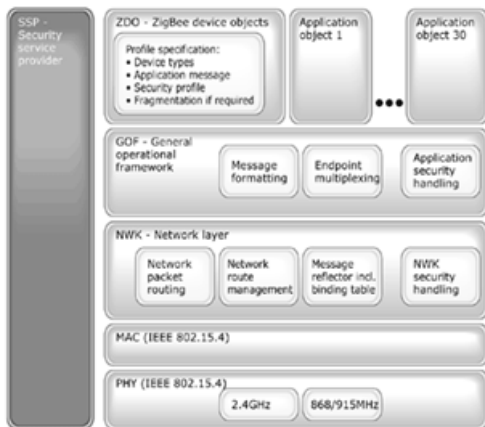 SSP -
Security
service
provider
ZDO - ZigBee device objects
Profile specification:
• Device types
• Application message
• Security profile
• Fragmentation if required
Application
object 1
•••
Application
object 30
GOF - General
operational
framework
Message
formatting
Endpoint
multiplexing
Application
security
handling
NWK - Network layer
Network
packet
routing
Network
route
management
Message
reflector incl.
binding table
NWK
security
handling
MAC (IEEE 802.15.4)
PHY (IEEE 802.15.4)
2.4GHz
868/915MHz